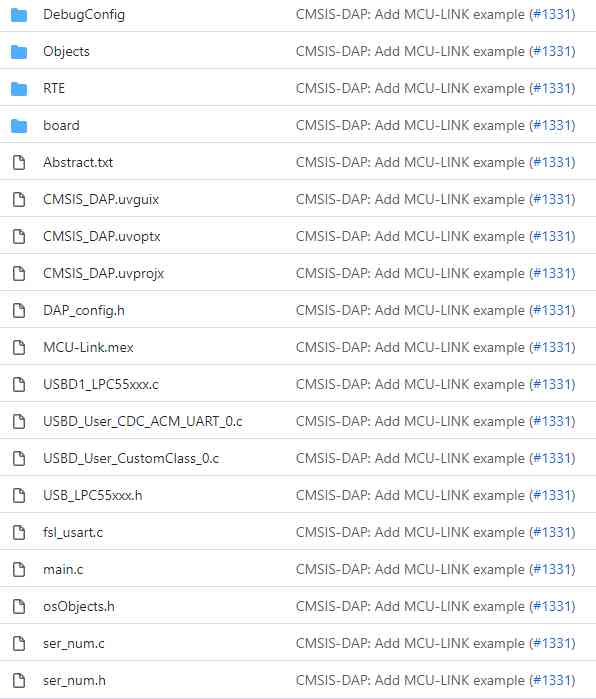 DebugConfig CMSIS-DAP: Add MCU-LINK example (#1331)
Objects CMSIS-DAP: Add MCU-LINK example (#1331)
RTE CMSIS-DAP: Add MCU-LINK example (#1331)
board CMSIS-DAP: Add MCU-LINK example (#1331)
Abstract.txt CMSIS-DAP: Add MCU-LINK example (#1331)
CMSIS_DAP.uvguix CMSIS-DAP: Add MCU-LINK example (#1331)
CMSIS_DAP.uvoptx CMSIS-DAP: Add MCU-LINK example (#1331)
CMSIS_DAP.uvprojx CMSIS-DAP: Add MCU-LINK example (#1331)
DAP_config.h CMSIS-DAP: Add MCU-LINK example (#1331)
MCU-Link.mex CMSIS-DAP: Add MCU-LINK example (#1331)
USBD1_LPC55xxx.c CMSIS-DAP: Add MCU-LINK example (#1331)
USBD_User_CDC_ACM_UART_0.c CMSIS-DAP: Add MCU-LINK example (#1331)
USBD_User_CustomClass_0.c CMSIS-DAP: Add MCU-LINK example (#1331)
USB_LPC55xxx.h CMSIS-DAP: Add MCU-LINK example (#1331)
fsl_usart.c CMSIS-DAP: Add MCU-LINK example (#1331)
main.c CMSIS-DAP: Add MCU-LINK example (#1331)
osObjects.h CMSIS-DAP: Add MCU-LINK example (#1331)
ser_num.c CMSIS-DAP: Add MCU-LINK example (#1331)
ser_num.h CMSIS-DAP: Add MCU-LINK example (#1331)